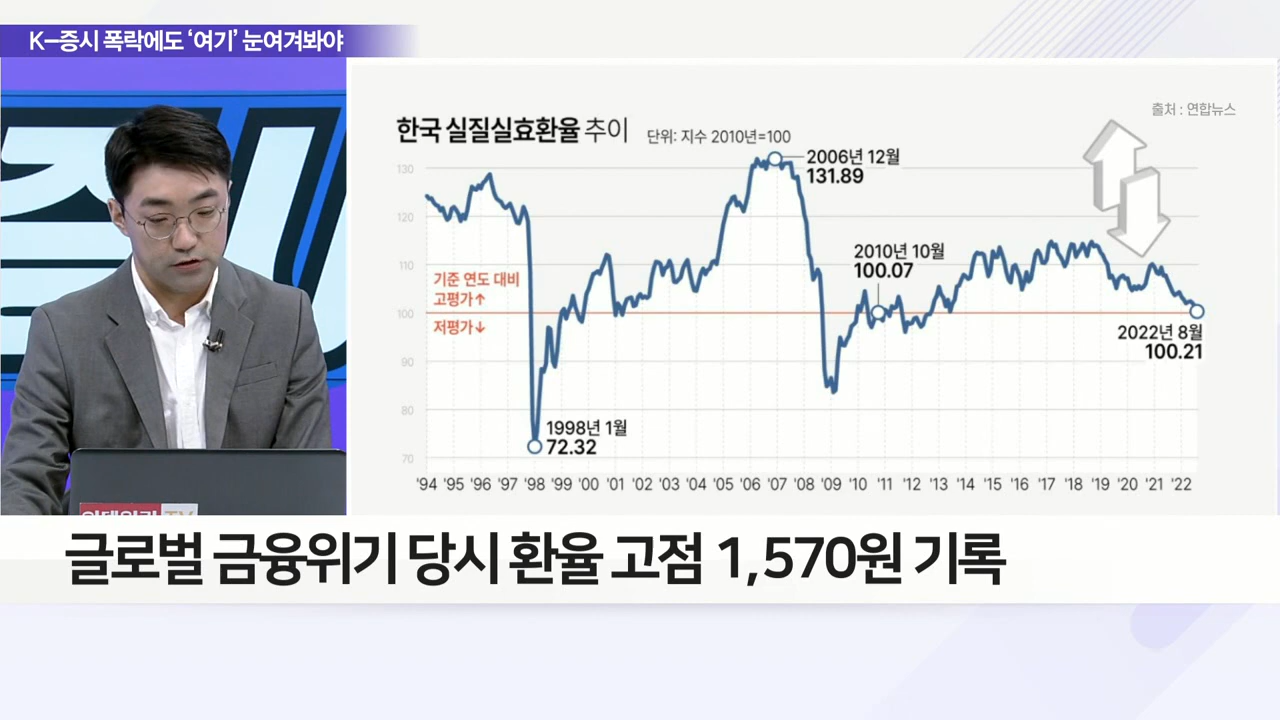 K-증시 폭락에도 ‘여기’ 눈여겨봐야
출처 : 연합뉴스
한국 실질실효환율 추이 단위: 지수 2010년=100
130
120
110
100
90
80
70
2006년 12월
131.89
2010년 10월
100.07
기준 연도 대비
고평가↑
저평가↓
2022년 8월
100.21
1998년 1월
72.32
'94 '95 '96 '97 '98 '99 '00 '01 '02 '03 '04 '05 '06 '07 '08 '09 '10 '11 '12 '13 '14 '15 '16 '17 '18 '19 '20 '21 '22
글로벌 금융위기 당시 환율 고점 1,570원 기록